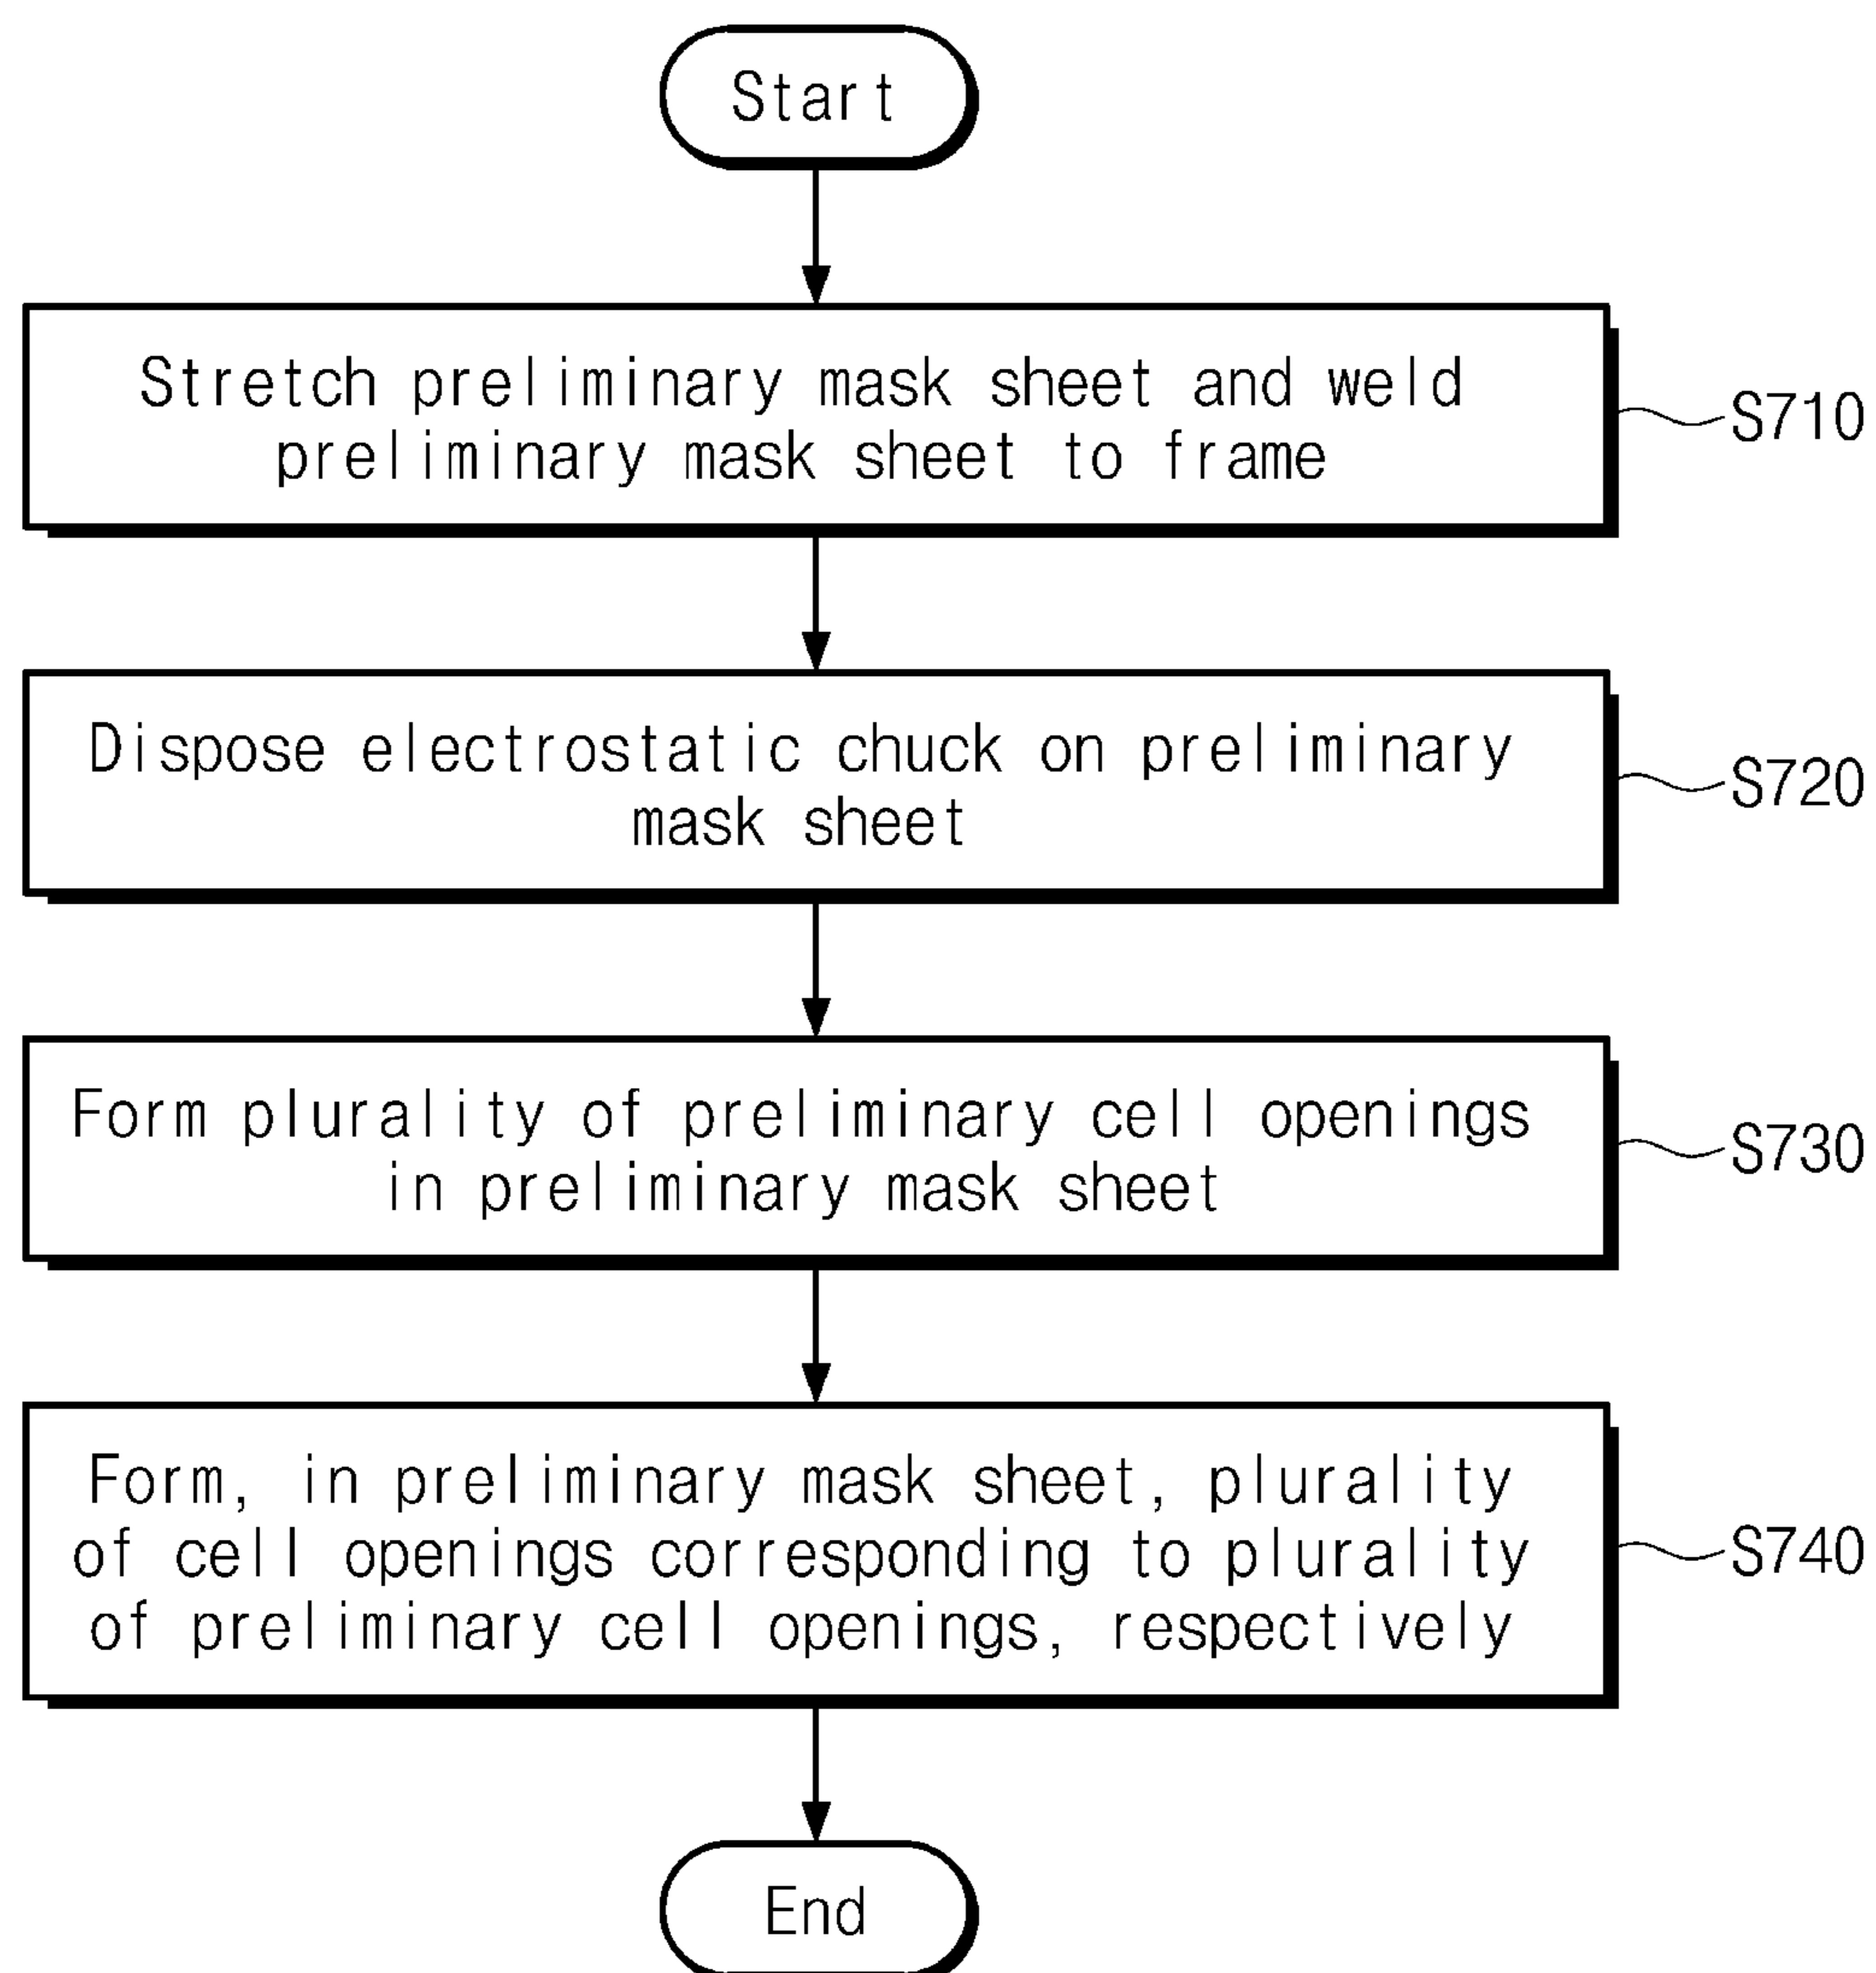 Start
Stretch preliminary mask sheet and weld
preliminary mask sheet to frame
S710
Dispose electrostatic chuck on preliminary
mask sheet
S720
Form plurality of preliminary cell openings
in preliminary mask sheet
S730
Form, in preliminary mask sheet, plurality
of cell openings corresponding to plurality
of preliminary cell openings, respectively
S740
End